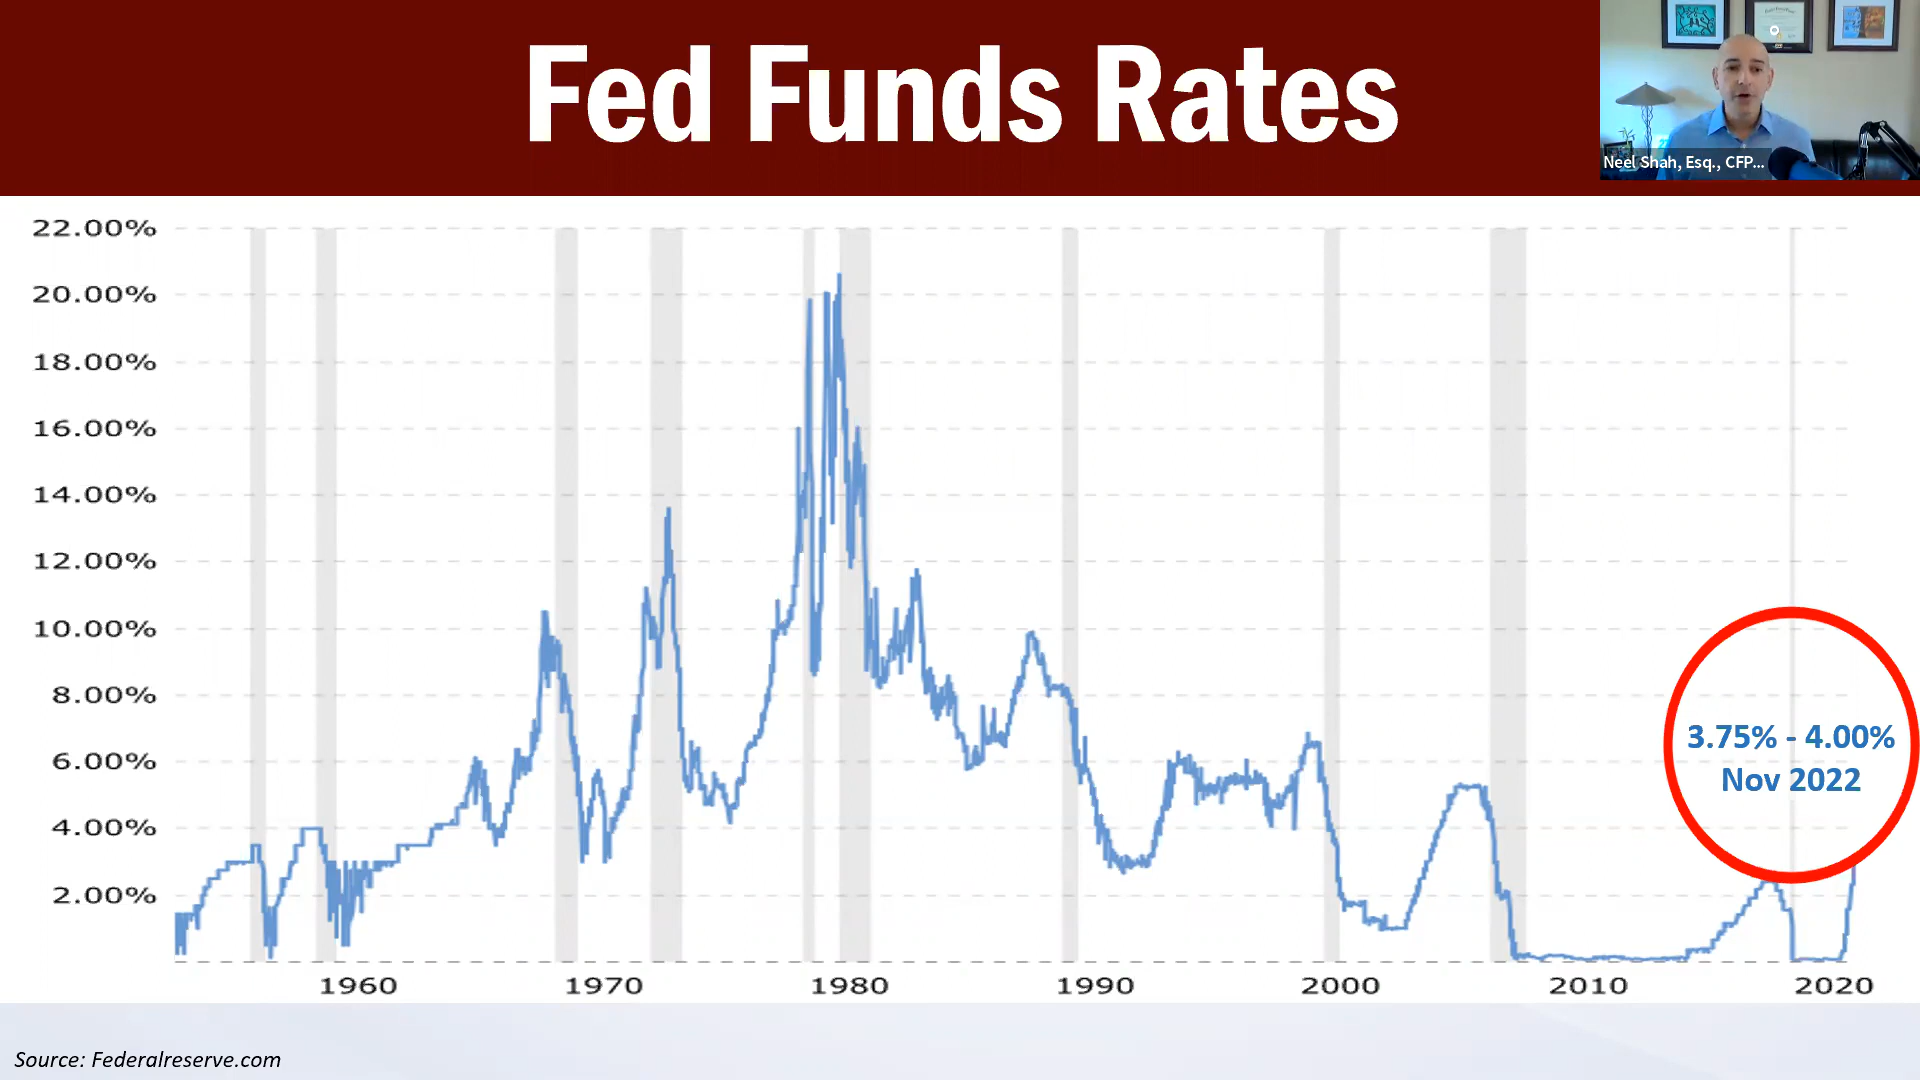 Fed Funds Rates
Neel Shah, Esq., CFP...
22.00%
20.00%
18.00%
16.00%
14.00%
12.00%
10.00%
8.00%
6.00%
4.00%
2.00%
3.75% - 4.00%
Nov 2022
1960 1970 1980 1990 2000 2010 2020
Source: Federalreserve.com